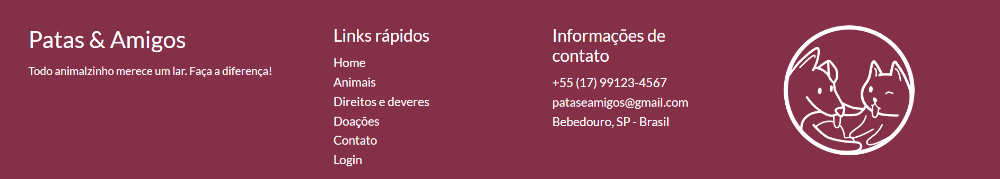 Patas & Amigos
Todo animalzinho merece um lar. Faça a diferença!
Links rápidos
Home
Animais
Direitos e deveres
Doações
Contato
Login
Informações de
contato
+55 (17) 99123-4567
pataseamigos@gmail.com
Bebedouro, SP - Brasil